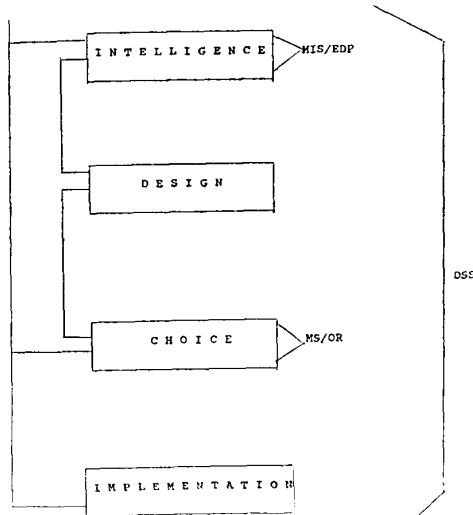 INTELLIGENCE
MIS/EDP
DESIGN
DSS
CHOICE
MS/OR
IMPLEMENTATION